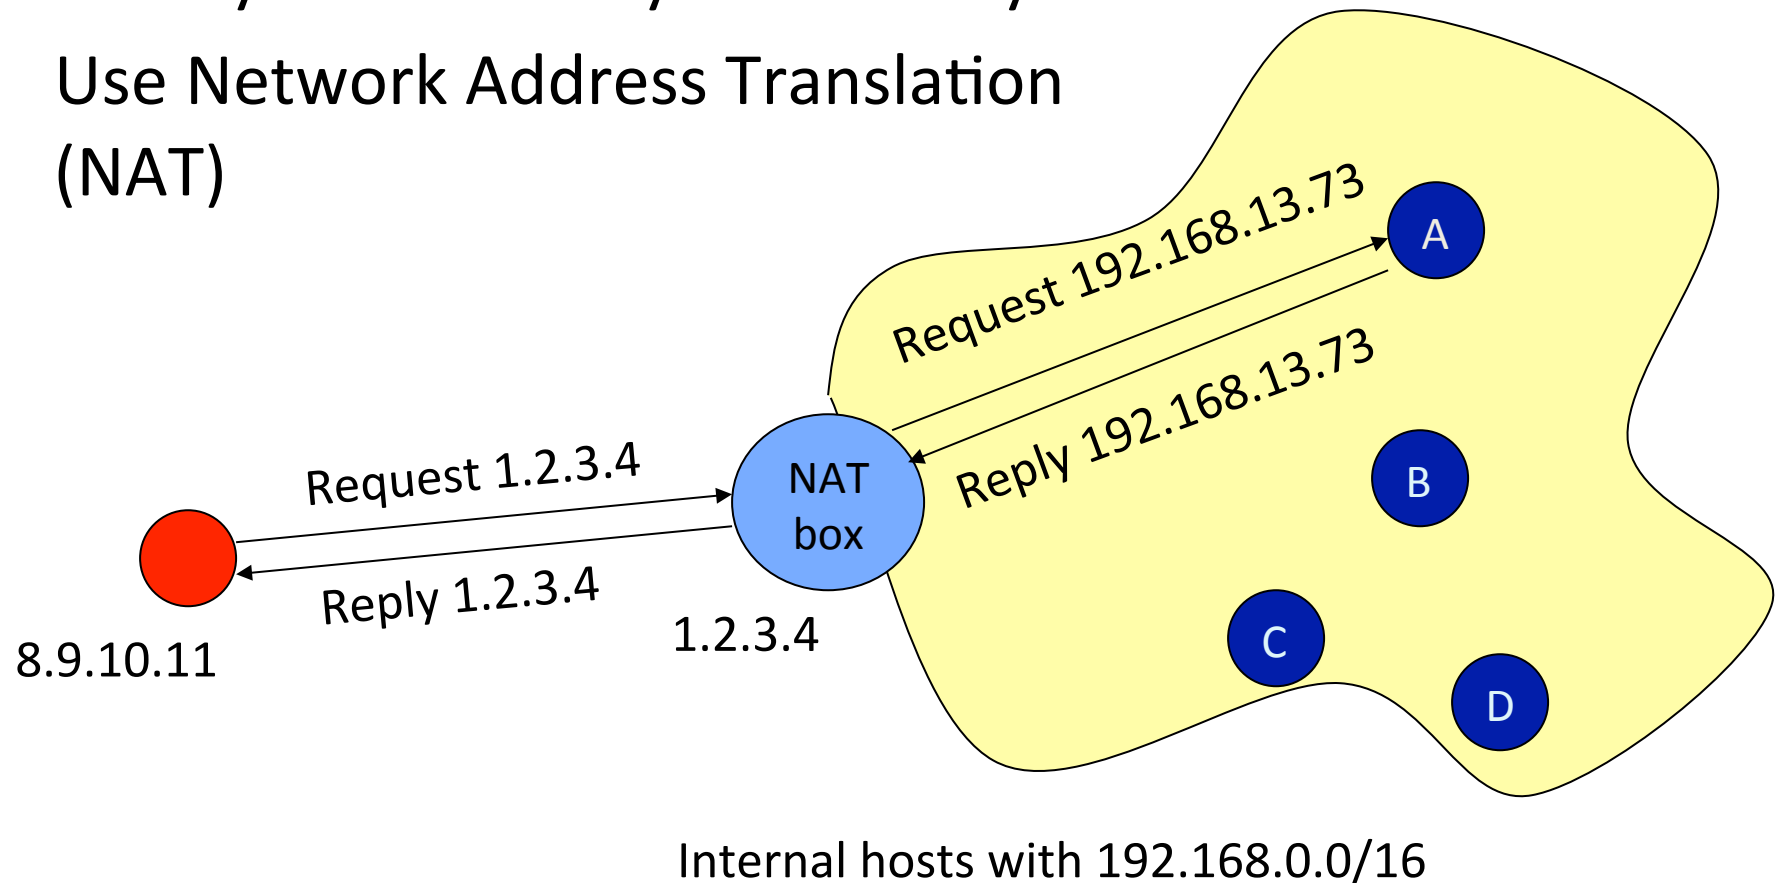 Use Network Address Translation
(NAT)
Request 192.168.13.73
A
Reply 192.168.13.73
Request 1.2.3.4
NAT
box
B
Reply 1.2.3.4
1.2.3.4
8.9.10.11
C
D
Internal hosts with 192.168.0.0/16